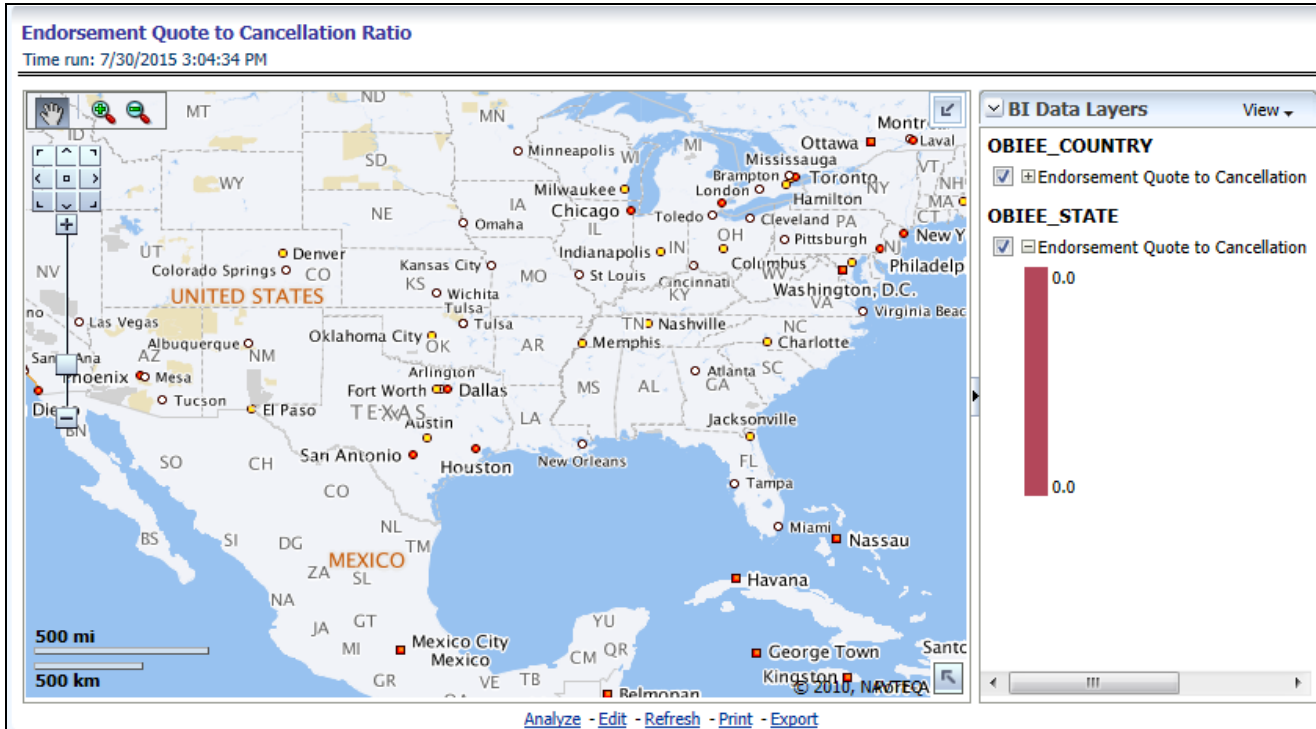 Endorsement Quote to Cancellation Ratio
Time run: 7/30/2015 3:04:34 PM
BI Data Layers
View
OBIEE_COUNTRY
Endorsement Quote to Cancellation
OBIEE_STATE
Endorsement Quote to Cancellation
0.0
0.0
ND
MT
MN
Montr
ID
Ottawa
Laval
Minneapolis
WI
MI
Mississauga
VT
SD
Brampton
Toronto
NY
NH
WY
Milwaukee
London
Hamilton
MA
IA
Chicago
Toledo
Cleveland
PA
CT
NE
Omaha
IL
OH
Pittsburgh
New Y
UT
Denver
Indianapolis
IN
NJ
NV
Colorado Springs
CO
Kansas City
MO
St Louis
Columbus
Philadelp
KS
Cincinnati
WV
UNITED STATES
Wichita
KY
Washington, D.C.
Tulsa
VA
no
Las Vegas
Tulsa
TN
Nashville
Virginia Beac
Oklahoma City
NC
Albuquerque
OK
AR
Memphis
Charlotte
San
Ana
AZ
NM
Arlington
Atlanta
SC
hoenix
Mesa
Fort Worth
Dallas
MS
AL
GA
Die
Tucson
El Paso
TEXAS
LA
BN
Austin
Jacksonville
SO
CH
San Antonio
Houston
New Orleans
FL
CO
Tampa
NL
Miami
BS
SI
DG
TM
Nassau
MEXICO
ZA
SL
Havana
NA
GT
YU
JA
500 mi
MI
Mexico City
Mexico
CM
QR
George Town
Santo
500 km
GR
VE
TB
Kingston
Belmopan
© 2010, NAVTEQ
Analyze - Edit - Refresh - Print - Export